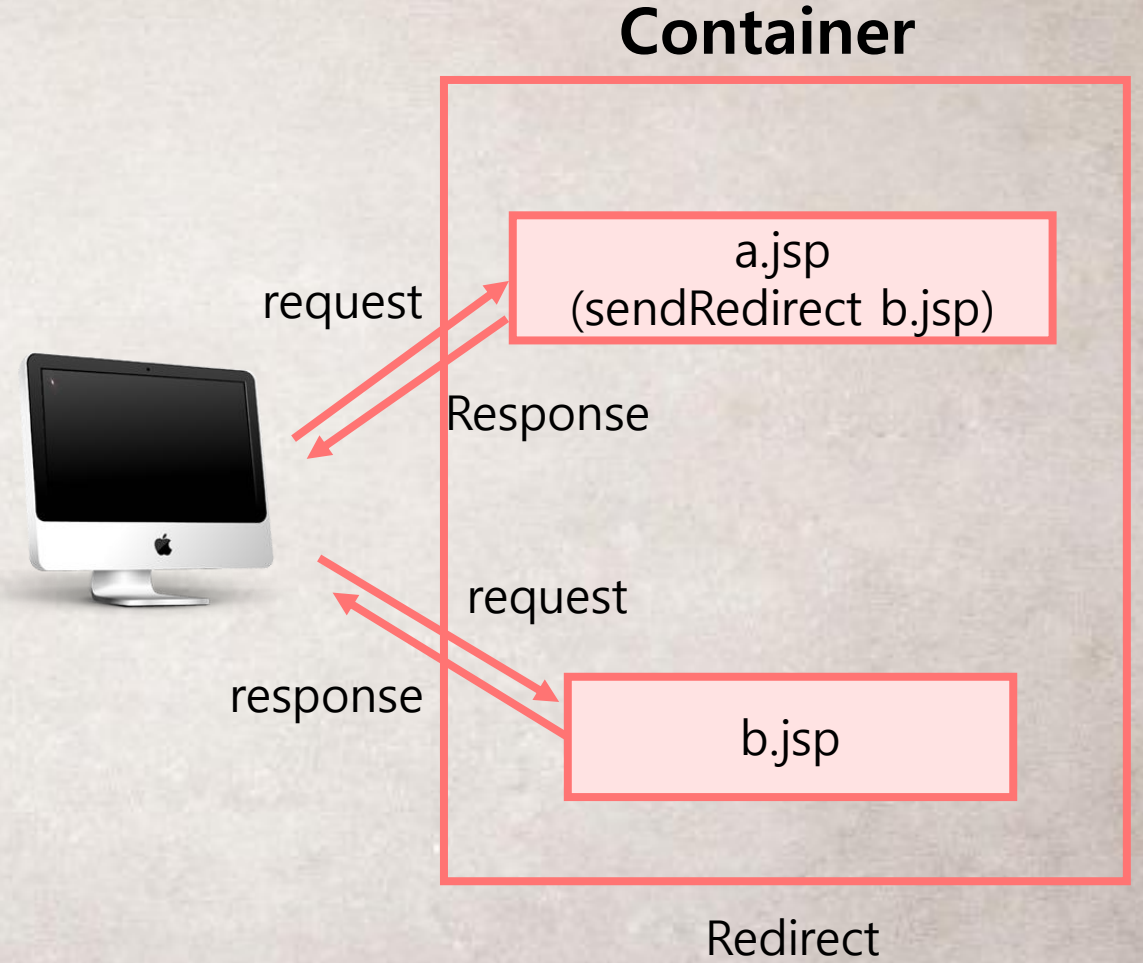 Container
a.jsp
(sendRedirect b.jsp)
request
Response
request
response
b.jsp
Redirect